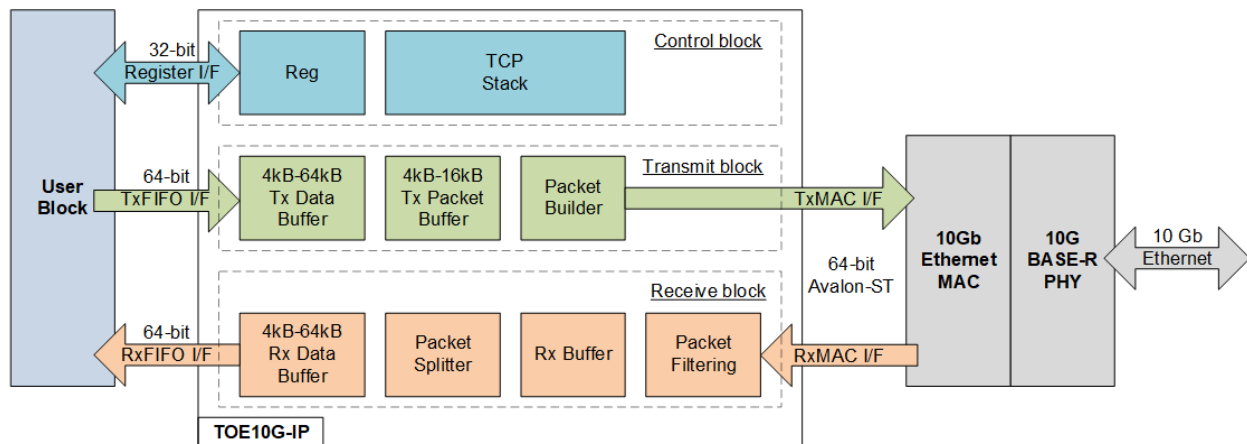 Control block
32-bit
Register I/F
Reg
TCP
Stack
Transmit block
User
Block
64-bit
TxFIFO I/F
4kB-64kB
Tx Data
Buffer
4kB-16kB
Tx Packet
Buffer
Packet
Builder
TxMAC I/F
10Gb
Ethernet
MAC
10G
BASE-R
PHY
10 Gb
Ethernet
64-bit
Avalon-ST
Receive block
64-bit
RxFIFO I/F
4kB-64kB
Rx Data
Buffer
Packet
Splitter
Rx Buffer
Packet
Filtering
RxMAC I/F
TOE10G-IP